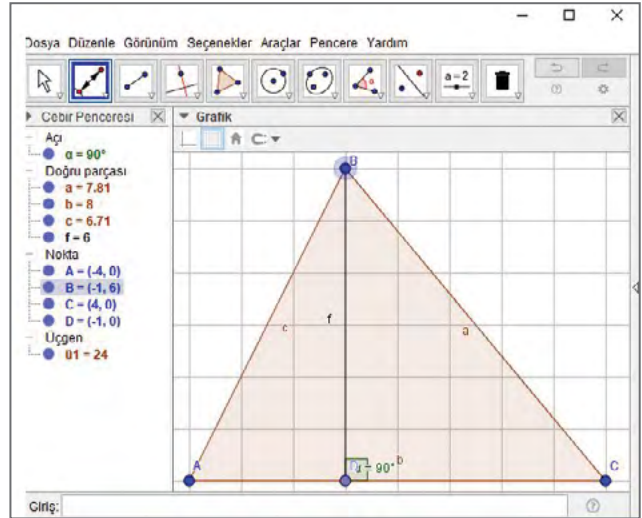 Dosya Düzenle Görünüm Seçenekler Araçlar Pencere Yardım
a=2
Cebir Penceresi
Grafik
Açı
α = 90°
Doğru parçası
a = 7.81
b = 8
c = 6.71
f = 6
Nokta
A = (-4, 0)
B = (-1, 6)
C = (4, 0)
D = (-1, 0)
Üçgen
ü1 = 24
B
c
f
a
A
D
α = 90°
b
C
Giriş: